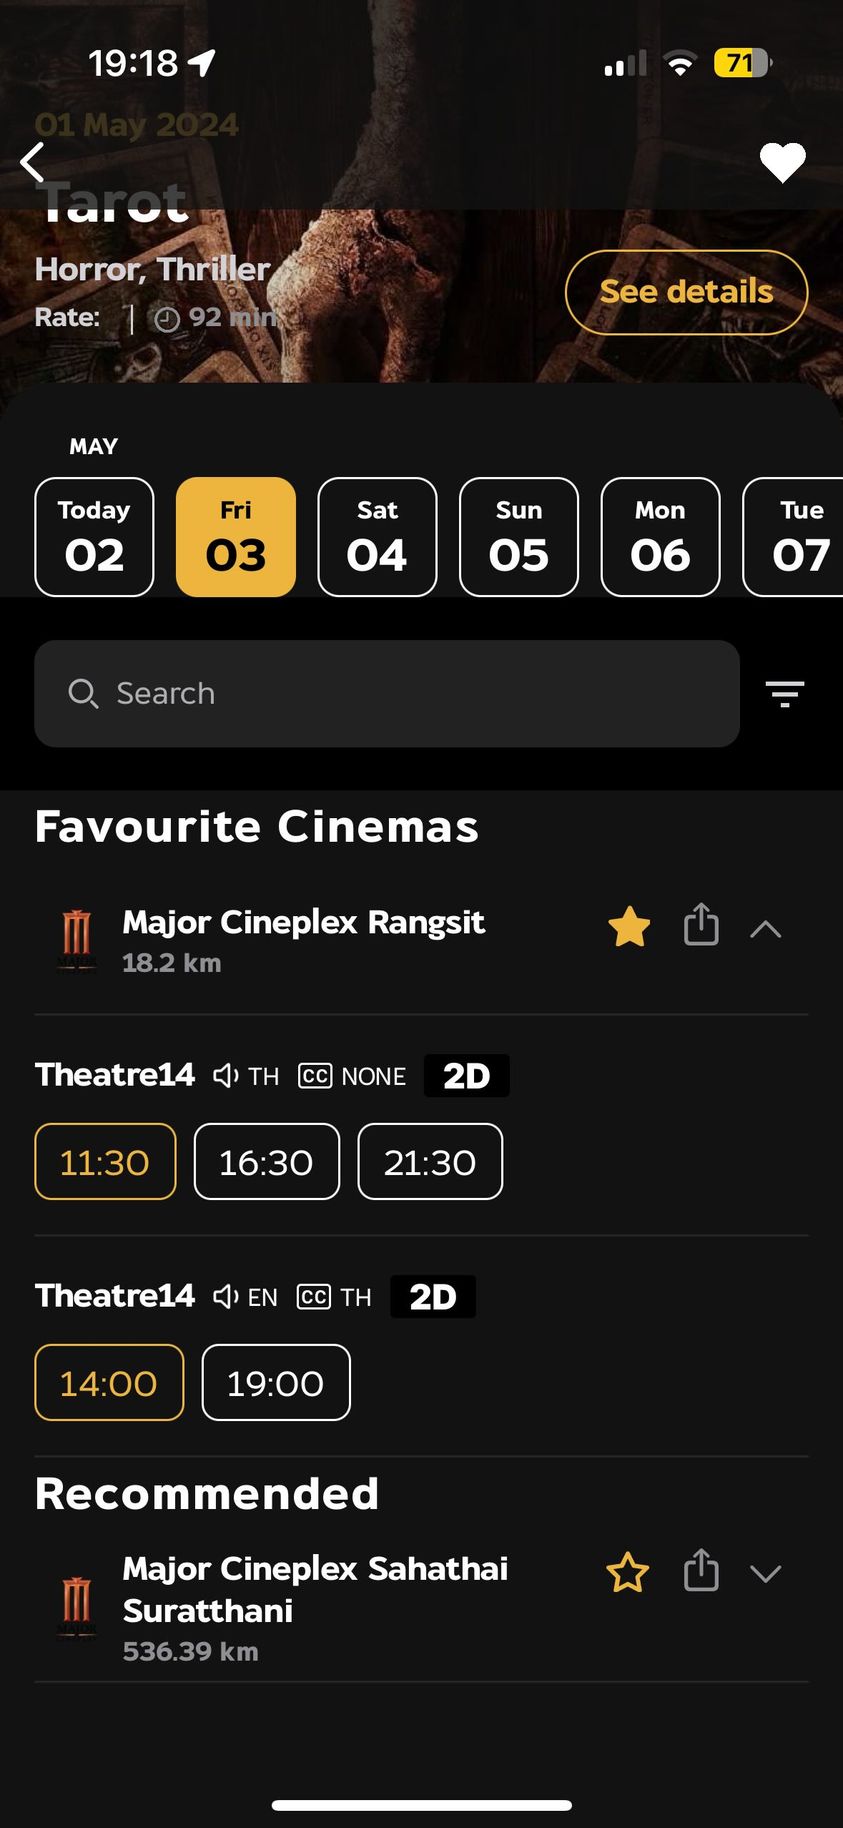 19:18
71
01 May 2024
Tarot
Horror, Thriller
Rate: | 92 min
See details
MAY
Today Fri Sat Sun Mon Tue
02 03 04 05 06 07
Search
Favourite Cinemas
Major Cineplex Rangsit
18.2 km
MAJOR
Theatre14 TH CC NONE 2D
11:30 16:30 21:30
Theatre14 EN CC TH 2D
14:00 19:00
Recommended
Major Cineplex Sahathai
Suratthani
MAJOR
536.39 km